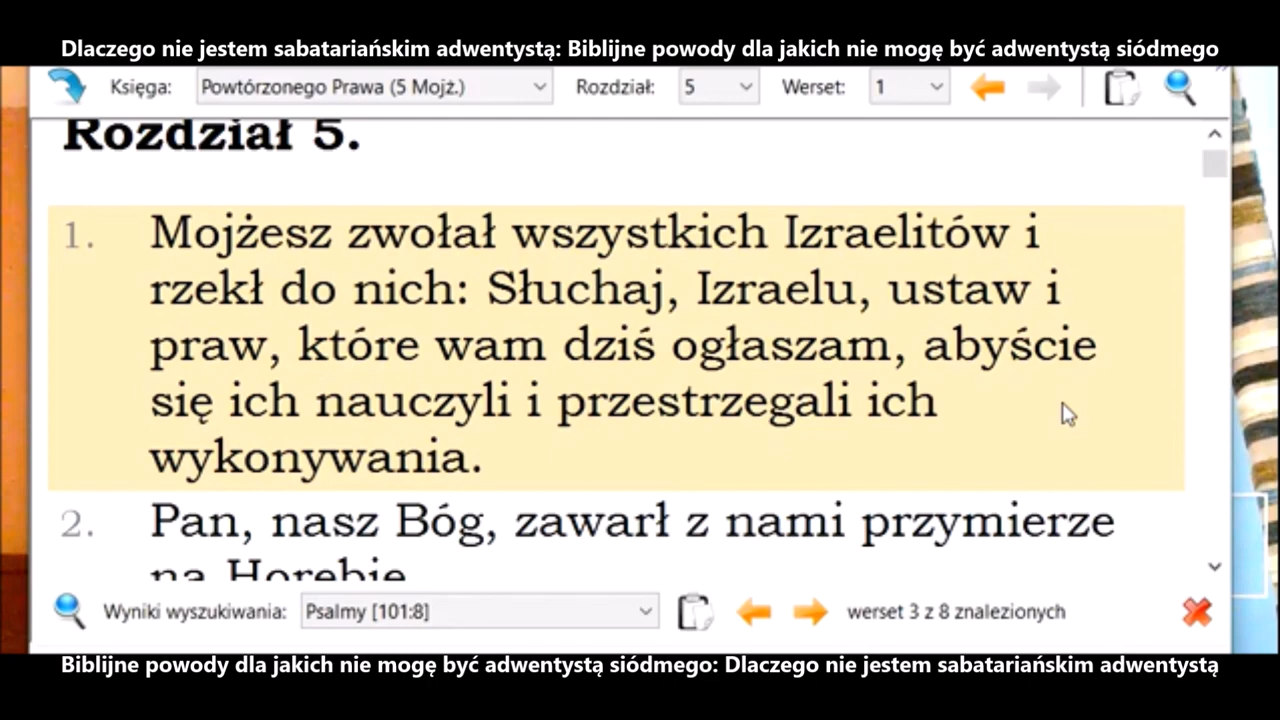 Dlaczego nie jestem sabatariańskim adwentystą: Biblijne powody dla jakich nie mogę być adwentystą siódmego
Księga: Powtórzonego Prawa (5 Mojż.) Rozdział: 5 Werset: 1
Rozdział 5.
1. Mojżesz zwołał wszystkich Izraelitów i
rzekł do nich: Słuchaj, Izraelu, ustaw i
praw, które wam dziś ogłaszam, abyście
się ich nauczyli i przestrzegali ich
wykonywania.
2. Pan, nasz Bóg, zawarł z nami przymierze
na Horebie
Wyniki wyszukiwania: Psalmy [101:8] werset 3 z 8 znalezionych
Biblijne powody dla jakich nie mogę być adwentystą siódmego: Dlaczego nie jestem sabatariańskim adwentystą